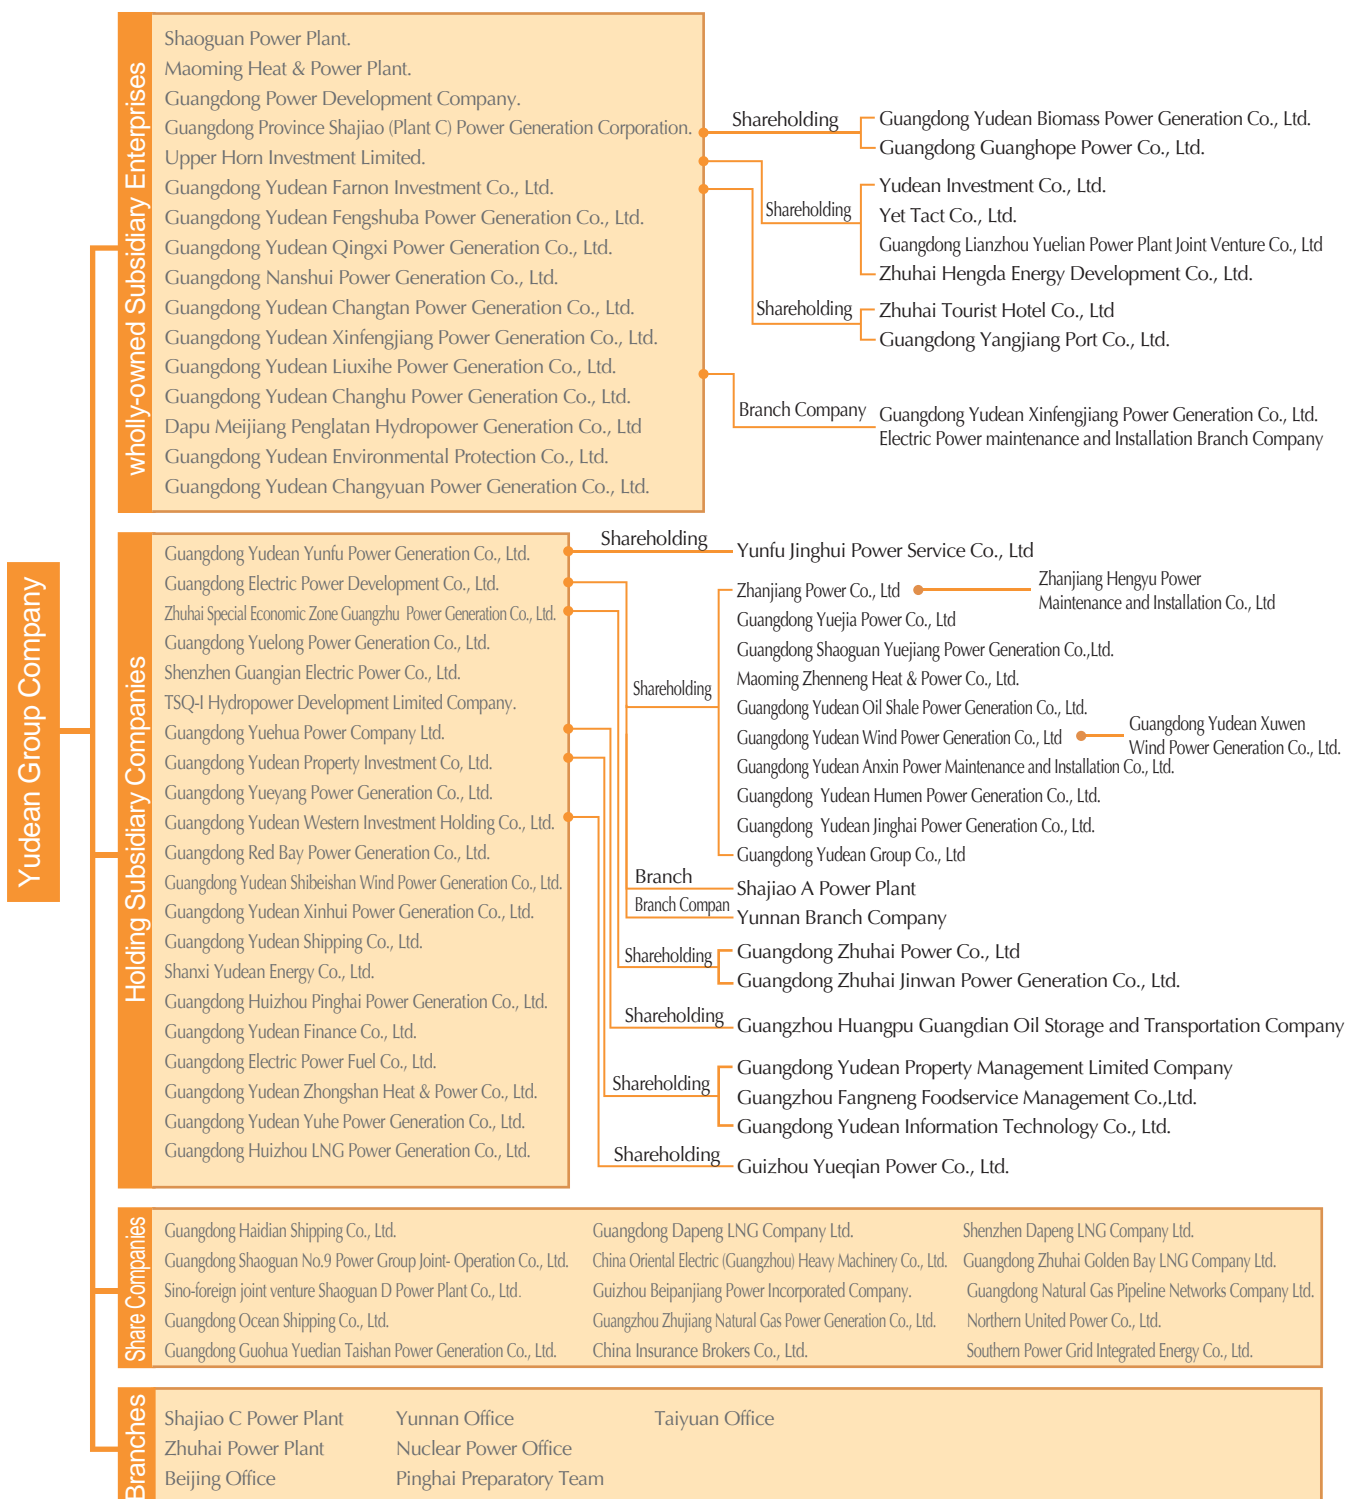 Yudean Group Company
wholly-owned Subsidiary Enterprises
Shaoguan Power Plant.
Maoming Heat & Power Plant.
Guangdong Power Development Company.
Guangdong Province Shajiao (Plant C) Power Generation Corporation.
Upper Horn Investment Limited.
Guangdong Yudean Farnon Investment Co., Ltd.
Guangdong Yudean Fengshuba Power Generation Co., Ltd.
Guangdong Yudean Qingxi Power Generation Co., Ltd.
Guangdong Nanshui Power Generation Co., Ltd.
Guangdong Yudean Changtan Power Generation Co., Ltd.
Guangdong Yudean Xinfengjiang Power Generation Co., Ltd.
Guangdong Yudean Liuxihe Power Generation Co., Ltd.
Guangdong Yudean Changhu Power Generation Co., Ltd.
Dapu Meijiang Penglatan Hydropower Generation Co., Ltd
Guangdong Yudean Environmental Protection Co., Ltd.
Guangdong Yudean Changyuan Power Generation Co., Ltd.
Shareholding
Guangdong Yudean Biomass Power Generation Co., Ltd.
Guangdong Guanghope Power Co., Ltd.
Shareholding
Yudean Investment Co., Ltd.
Yet Tact Co., Ltd.
Guangdong Lianzhou Yuelian Power Plant Joint Venture Co., Ltd
Zhuhai Hengda Energy Development Co., Ltd.
Shareholding
Zhuhai Tourist Hotel Co., Ltd
Guangdong Yangjiang Port Co., Ltd.
Branch Company
Guangdong Yudean Xinfengjiang Power Generation Co., Ltd.
Electric Power maintenance and Installation Branch Company
Holding Subsidiary Companies
Guangdong Yudean Yunfu Power Generation Co., Ltd.
Guangdong Electric Power Development Co., Ltd.
Zhuhai Special Economic Zone Guangzhu Power Generation Co., Ltd.
Guangdong Yuelong Power Generation Co., Ltd.
Shenzhen Guangian Electric Power Co., Ltd.
TSQ-I Hydropower Development Limited Company.
Guangdong Yuehua Power Company Ltd.
Guangdong Yudean Property Investment Co, Ltd.
Guangdong Yueyang Power Generation Co., Ltd.
Guangdong Yudean Western Investment Holding Co., Ltd.
Guangdong Red Bay Power Generation Co., Ltd.
Guangdong Yudean Shibeishan Wind Power Generation Co., Ltd.
Guangdong Yudean Xinhui Power Generation Co., Ltd.
Guangdong Yudean Shipping Co., Ltd.
Shanxi Yudean Energy Co., Ltd.
Guangdong Huizhou Pinghai Power Generation Co., Ltd.
Guangdong Yudean Finance Co., Ltd.
Guangdong Electric Power Fuel Co., Ltd.
Guangdong Yudean Zhongshan Heat & Power Co., Ltd.
Guangdong Yudean Yuhe Power Generation Co., Ltd.
Guangdong Huizhou LNG Power Generation Co., Ltd.
Shareholding
Yunfu Jinghui Power Service Co., Ltd
Shareholding
Zhanjiang Power Co., Ltd
Zhanjiang Hengyu Power
Maintenance and Installation Co., Ltd
Guangdong Yuejia Power Co., Ltd
Guangdong Shaoguan Yuejiang Power Generation Co.,Ltd.
Maoming Zhenneng Heat & Power Co., Ltd.
Guangdong Yudean Oil Shale Power Generation Co., Ltd.
Guangdong Yudean Wind Power Generation Co., Ltd
Guangdong Yudean Xuwen
Wind Power Generation Co., Ltd.
Guangdong Yudean Anxin Power Maintenance and Installation Co., Ltd.
Guangdong Yudean Humen Power Generation Co., Ltd.
Guangdong Yudean Jinghai Power Generation Co., Ltd.
Guangdong Yudean Group Co., Ltd
Branch
Shajiao A Power Plant
Branch Compan
Yunnan Branch Company
Shareholding
Guangdong Zhuhai Power Co., Ltd
Guangdong Zhuhai Jinwan Power Generation Co., Ltd.
Shareholding
Guangzhou Huangpu Guangdian Oil Storage and Transportation Company
Shareholding
Guangdong Yudean Property Management Limited Company
Guangzhou Fangneng Foodservice Management Co.,Ltd.
Guangdong Yudean Information Technology Co., Ltd.
Shareholding
Guizhou Yueqian Power Co., Ltd.
Share Companies
Guangdong Haidian Shipping Co., Ltd.
Guangdong Shaoguan No.9 Power Group Joint- Operation Co., Ltd.
Sino-foreign joint venture Shaoguan D Power Plant Co., Ltd.
Guangdong Ocean Shipping Co., Ltd.
Guangdong Guohua Yuedian Taishan Power Generation Co., Ltd.
Guangdong Dapeng LNG Company Ltd.
China Oriental Electric (Guangzhou) Heavy Machinery Co., Ltd.
Guizhou Beipanjiang Power Incorporated Company.
Guangzhou Zhujiang Natural Gas Power Generation Co., Ltd.
China Insurance Brokers Co., Ltd.
Shenzhen Dapeng LNG Company Ltd.
Guangdong Zhuhai Golden Bay LNG Company Ltd.
Guangdong Natural Gas Pipeline Networks Company Ltd.
Northern United Power Co., Ltd.
Southern Power Grid Integrated Energy Co., Ltd.
Branches
Shajiao C Power Plant
Zhuhai Power Plant
Beijing Office
Yunnan Office
Nuclear Power Office
Pinghai Preparatory Team
Taiyuan Office